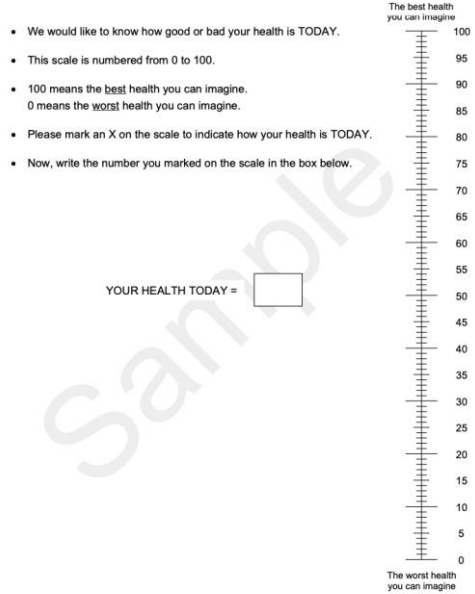 The best health
you can imagine
• We would like to know how good or bad your health is TODAY.
• This scale is numbered from 0 to 100.
• 100 means the best health you can imagine.
0 means the worst health you can imagine.
• Please mark an X on the scale to indicate how your health is TODAY.
• Now, write the number you marked on the scale in the box below.
YOUR HEALTH TODAY =
Sample
100
95
90
85
80
75
70
65
60
55
50
45
40
35
30
25
20
15
10
5
0
The worst health
you can imagine